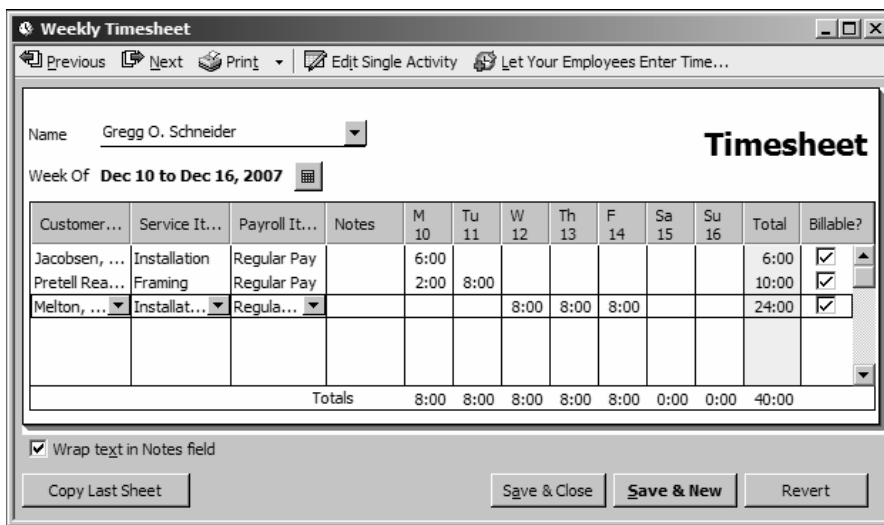 Weekly Timesheet
Previous Next Print Edit Single Activity Let Your Employees Enter Time...
Name Gregg O. Schneider
Timesheet
Week Of Dec 10 to Dec 16, 2007
Customer... Service It... Payroll It... Notes M 10 Tu 11 W 12 Th 13 F 14 Sa 15 Su 16 Total Billable?
Jacobsen, ... Installation Regular Pay 6:00 6:00
Pretell Rea... Framing Regular Pay 2:00 8:00 10:00
Melton, ... Installat... Regula... 8:00 8:00 8:00 24:00
Totals 8:00 8:00 8:00 8:00 8:00 0:00 0:00 40:00
Wrap text in Notes field
Copy Last Sheet Save & Close Save & New Revert